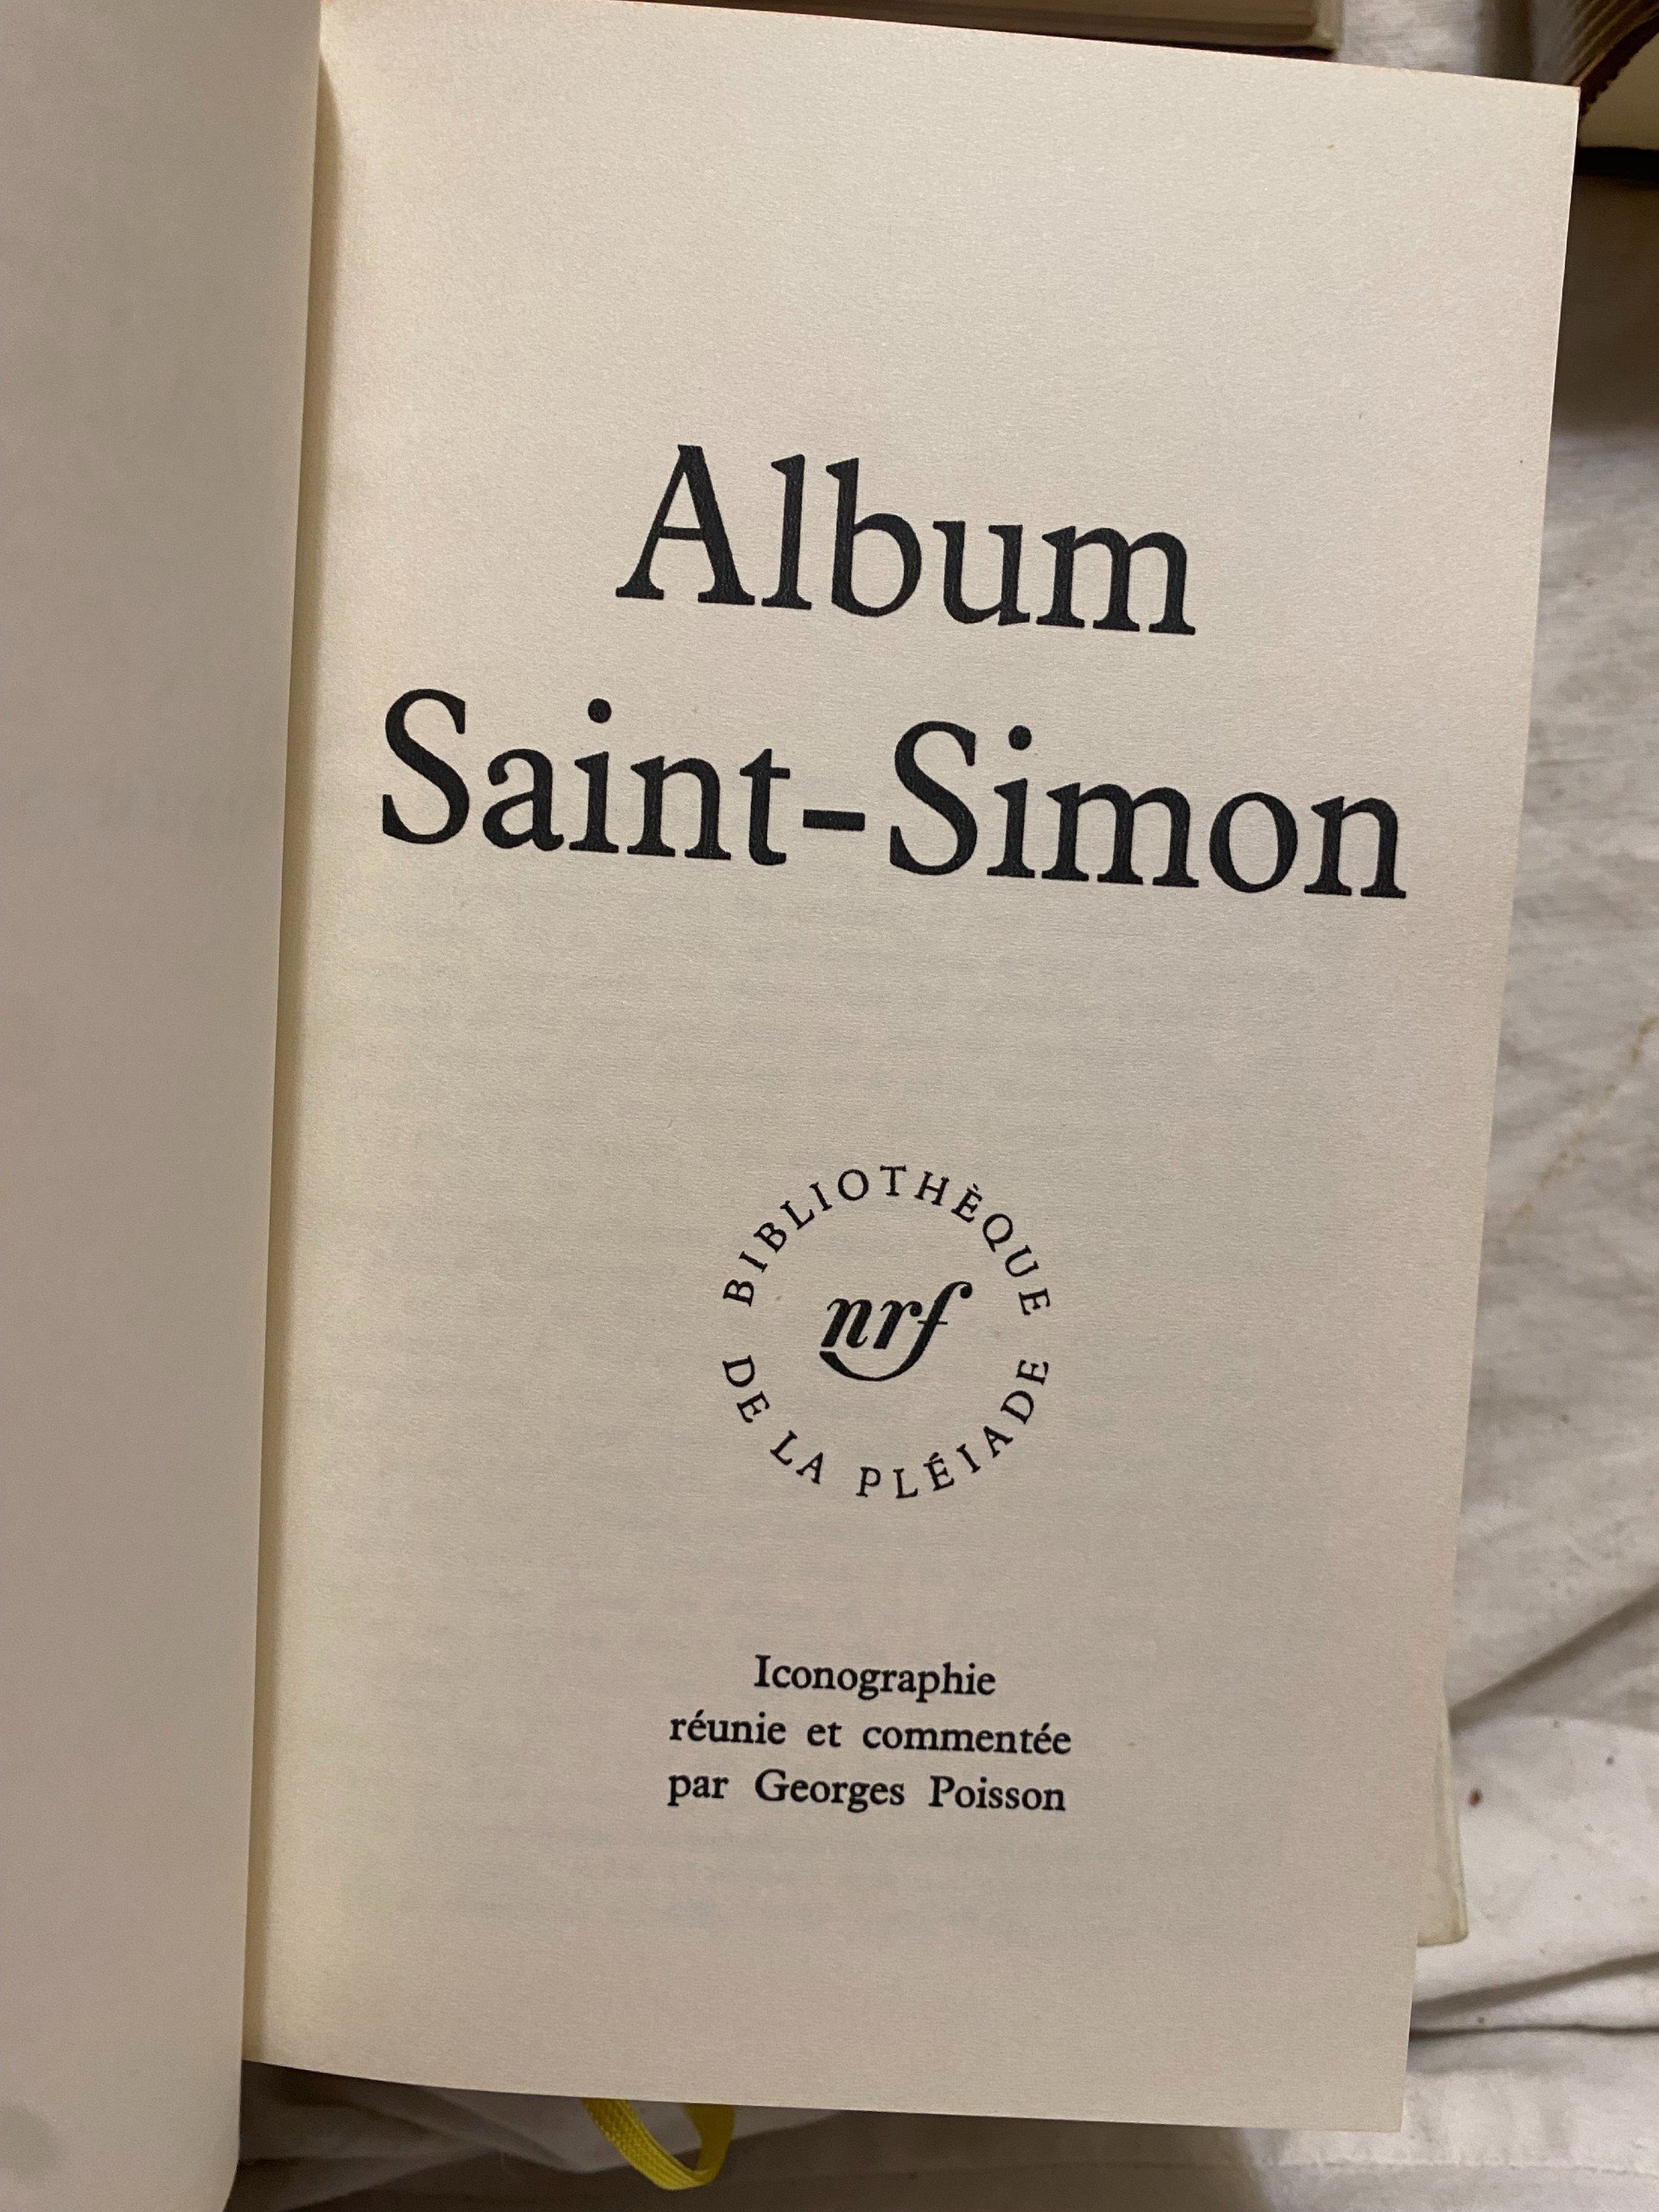 Album
Saint-Simon
BIBLIOTHÈQUE
nrf
DE LA PLÉIADE
Iconographie
réunie et commentée
par Georges Poisson